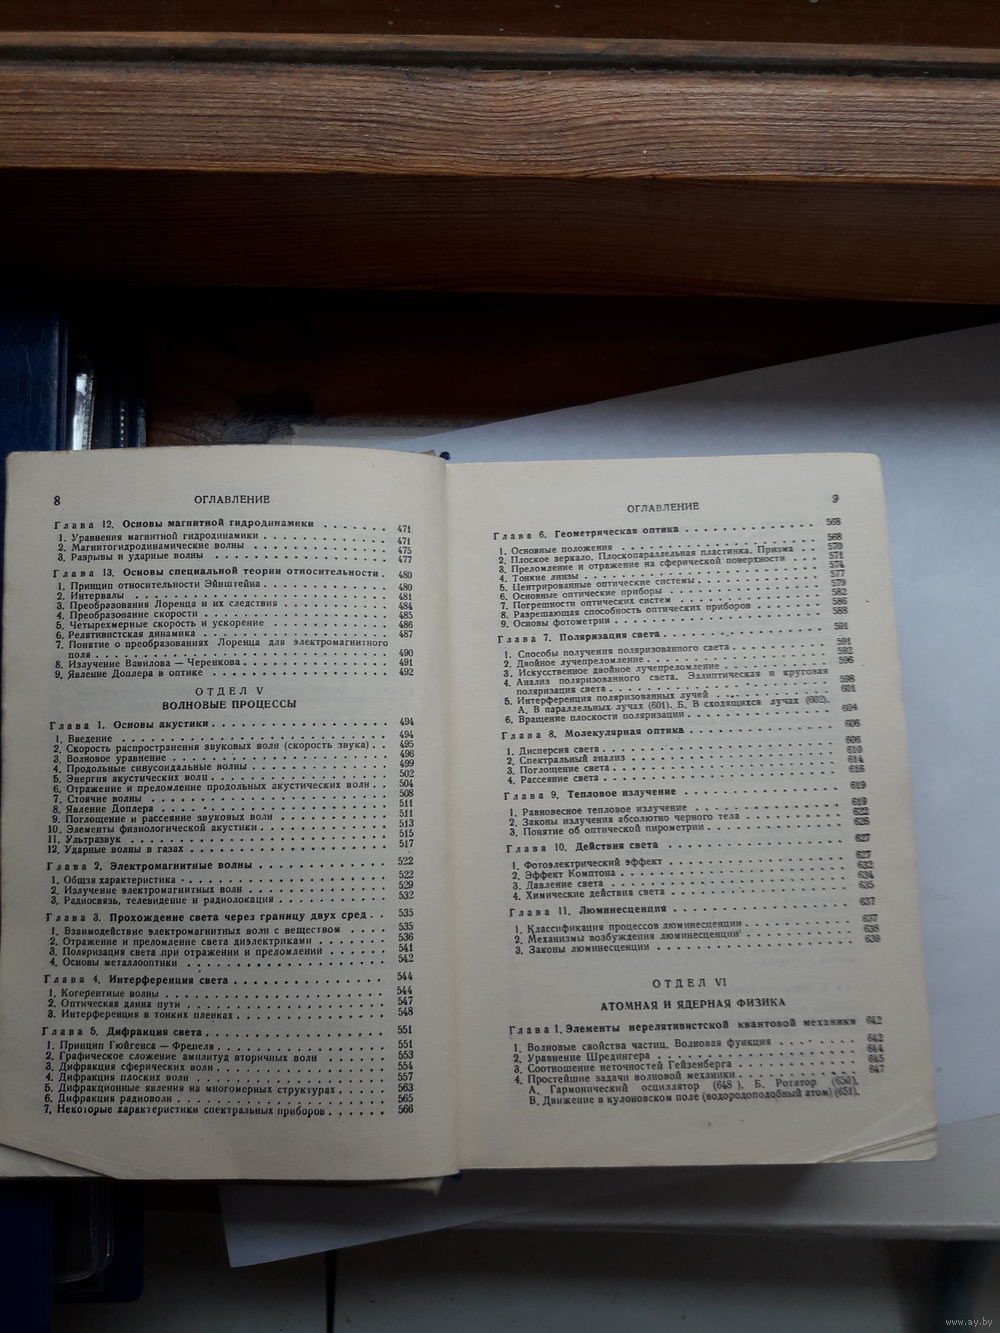 8 ОГЛАВЛЕНИЕ
Глава 12. Основы магнитной гидродинамики . . . . . . 471
1. Уравнения магнитной гидродинамики . . . . . . 471
2. Магнитогидродинамические волны . . . . . . 475
3. Разрывы и ударные волны . . . . . . 477
Глава 13. Основы специальной теории относительности . 480
1. Принцип относительности Эйнштейна . . . . . . 480
2. Интервалы . . . . . . 481
3. Преобразования Лоренца и их следствия . . . . . . 484
4. Преобразование скорости . . . . . . 485
5. Четырехмерные скорость и ускорение . . . . . . 486
6. Релятивистская динамика . . . . . . 487
7. Понятие о преобразованиях Лоренца для электромагнитного
поля . . . . . . 490
8. Излучение Вавилова — Черенкова . . . . . . 491
9. Явление Доплера в оптике . . . . . . 492
ОТДЕЛ V
ВОЛНОВЫЕ ПРОЦЕССЫ
Глава 1. Основы акустики . . . . . . 494
1. Введение . . . . . . 494
2. Скорость распространения звуковых волн (скорость звука) . . 495
3. Волновое уравнение . . . . . . 496
4. Продольные синусоидальные волны . . . . . . 499
5. Энергия акустических волн . . . . . . 502
6. Отражение и преломление продольных акустических волн . . 504
7. Стоячие волны . . . . . . 508
8. Явление Доплера . . . . . . 511
9. Поглощение и рассеяние звуковых волн . . . . . . 511
10. Элементы физиологической акустики . . . . . . 513
11. Ультразвук . . . . . . 515
12. Ударные волны в газах . . . . . . 517
Глава 2. Электромагнитные волны . . . . . . 522
1. Общая характеристика . . . . . . 522
2. Излучение электромагнитных волн . . . . . . 529
3. Радиосвязь, телевидение и радиолокация . . . . . . 532
Глава 3. Прохождение света через границу двух сред . . 535
1. Взаимодействие электромагнитных волн с веществом . . . . 535
2. Отражение и преломление света диэлектриками . . . . . . 536
3. Поляризация света при отражении и преломлении . . . . 541
4. Основы металлооптики . . . . . . 542
Глава 4. Интерференция света . . . . . . 544
1. Когерентные волны . . . . . . 544
2. Оптическая длина пути . . . . . . 547
3. Интерференция в тонких пленках . . . . . . 548
Глава 5. Дифракция света . . . . . . 551
1. Принцип Гюйгенса — Френеля . . . . . . 551
2. Графическое сложение амплитуд вторичных волн . . . . 553
3. Дифракция сферических волн . . . . . . 554
4. Дифракция плоских волн . . . . . . 557
5. Дифракционные явления на многомерных структурах . . . . 563
6. Дифракция радиоволн . . . . . . 565
7. Некоторые характеристики спектральных приборов . . . . 566
ОГЛАВЛЕНИЕ 9
Глава 6. Геометрическая оптика . . . . . . 568
1. Основные положения . . . . . . 568
2. Плоское зеркало. Плоскопараллельная пластинка. Призма . . 570
3. Преломление и отражение на сферической поверхности . . . 571
4. Тонкие линзы . . . . . . 574
5. Центрированные оптические системы . . . . . . 577
6. Основные оптические приборы . . . . . . 579
7. Погрешности оптических систем . . . . . . 582
8. Разрешающая способность оптических приборов . . . . 586
9. Основы фотометрии . . . . . . 588
Глава 7. Поляризация света . . . . . . 591
1. Способы получения поляризованного света . . . . . . 591
2. Двойное лучепреломление . . . . . . 592
3. Искусственное двойное лучепреломление . . . . . . 596
4. Анализ поляризованного света. Эллиптическая и круговая
поляризация света . . . . . . 598
5. Интерференция поляризованных лучей . . . . . . 601
А. В параллельных лучах (601). Б. В сходящихся лучах (602).
6. Вращение плоскости поляризации . . . . . . 604
Глава 8. Молекулярная оптика . . . . . . 606
1. Дисперсия света . . . . . . 606
2. Спектральный анализ . . . . . . 610
3. Поглощение света . . . . . . 614
4. Рассеяние света . . . . . . 616
Глава 9. Тепловое излучение . . . . . . 619
1. Равновесное тепловое излучение . . . . . . 619
2. Законы излучения абсолютно черного тела . . . . . . 622
3. Понятие об оптической пирометрии . . . . . . 626
Глава 10. Действия света . . . . . . 627
1. Фотоэлектрический эффект . . . . . . 627
2. Эффект Комптона . . . . . . 632
3. Давление света . . . . . . 634
4. Химические действия света . . . . . . 635
Глава 11. Люминесценция . . . . . . 637
1. Классификация процессов люминесценции . . . . . . 637
2. Механизмы возбуждения люминесценции . . . . . . 638
3. Законы люминесценции . . . . . . 639
ОТДЕЛ VI
АТОМНАЯ И ЯДЕРНАЯ ФИЗИКА
Глава 1. Элементы нерелятивистской квантовой механики 642
1. Волновые свойства частиц. Волновая функция . . . . . . 642
2. Уравнение Шредингера . . . . . . 644
3. Соотношение неточностей Гейзенберга . . . . . . 645
4. Простейшие задачи волновой механики . . . . . . 647
А. Гармонический осциллятор (648). Б. Ротатор (650).
В. Движение в кулоновском поле (водородоподобный атом) (651).
www.ay.by